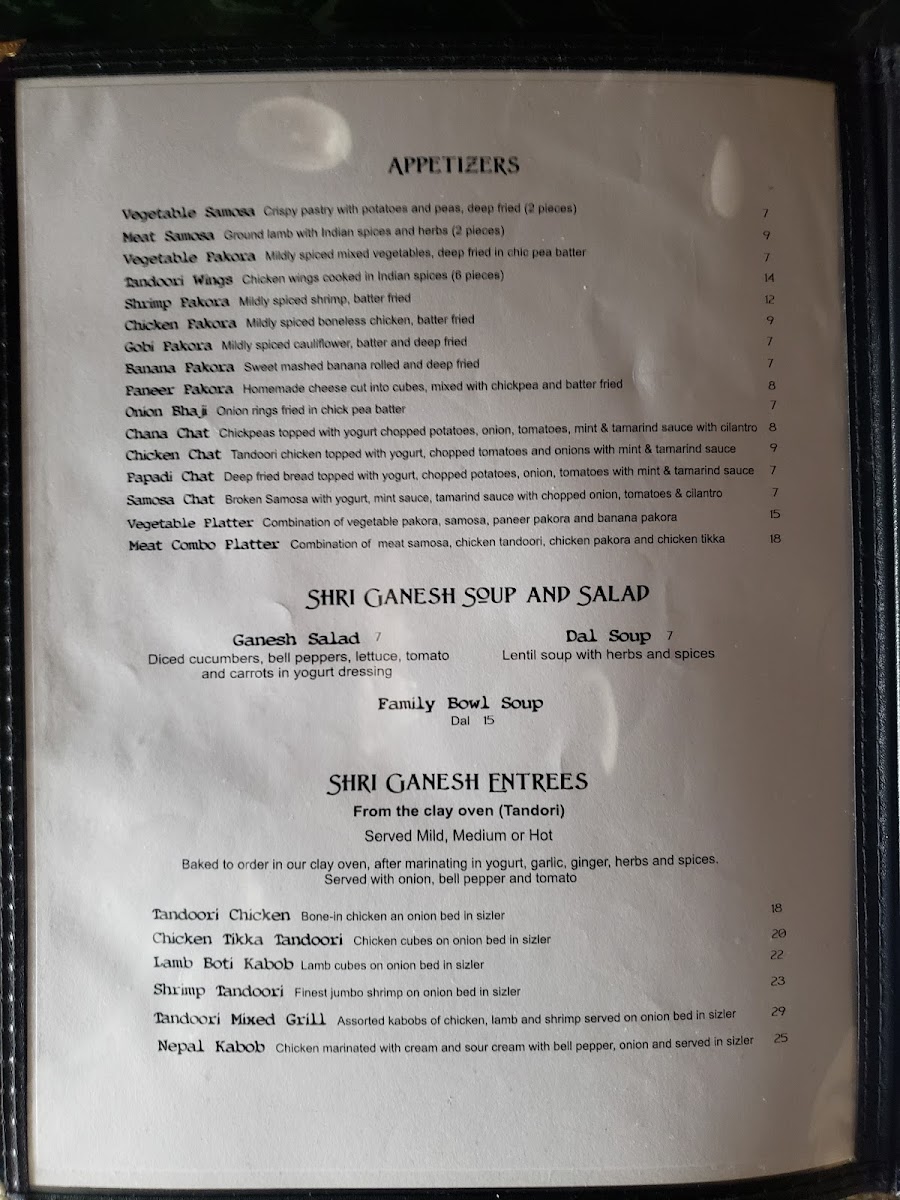 APPETIZERS
Vegetable Samosa Crispy pastry with potatoes and peas, deep fried (2 pieces) 7
Meat Samosa Ground lamb with Indian spices and herbs (2 pieces) 9
Vegetable Pakora Mildly spiced mixed vegetables, deep fried in chic pea batter 7
Tandoori Wings Chicken wings cooked in Indian spices (6 pieces) 14
Shrimp Pakora Mildly spiced shrimp, batter fried 12
Chicken Pakora Mildly spiced boneless chicken, batter fried 9
Gobi Pakora Mildly spiced cauliflower, batter and deep fried 7
Banana Pakora Sweet mashed banana rolled and deep fried 7
Paneer Pakora Homemade cheese cut into cubes, mixed with chickpea and batter fried 8
Onion Bhaji Onion rings fried in chick pea batter 7
Chana Chat Chickpeas topped with yogurt chopped potatoes, onion, tomatoes, mint & tamarind sauce with cilantro 8
Chicken Chat Tandoori chicken topped with yogurt, chopped tomatoes and onions with mint & tamarind sauce 9
Papadi Chat Deep fried bread topped with yogurt, chopped potatoes, onion, tomatoes with mint & tamarind sauce 7
Samosa Chat Broken Samosa with yogurt, mint sauce, tamarind sauce with chopped onion, tomatoes & cilantro 7
Vegetable Platter Combination of vegetable pakora, samosa, paneer pakora and banana pakora 15
Meat Combo Platter Combination of meat samosa, chicken tandoori, chicken pakora and chicken tikka 18
SHRI GANESH SOUP AND SALAD
Ganesh Salad 7
Diced cucumbers, bell peppers, lettuce, tomato
and carrots in yogurt dressing
Dal Soup 7
Lentil soup with herbs and spices
Family Bowl Soup
Dal 15
SHRI GANESH ENTREES
From the clay oven (Tandori)
Served Mild, Medium or Hot
Baked to order in our clay oven, after marinating in yogurt, garlic, ginger, herbs and spices.
Served with onion, bell pepper and tomato
Tandoori Chicken Bone-in chicken an onion bed in sizler 18
Chicken Tikka Tandoori Chicken cubes on onion bed in sizler 20
Lamb Boti Kabob Lamb cubes on onion bed in sizler 22
Shrimp Tandoori Finest jumbo shrimp on onion bed in sizler 23
Tandoori Mixed Grill Assorted kabobs of chicken, lamb and shrimp served on onion bed in sizler 29
Nepal Kabob Chicken marinated with cream and sour cream with bell pepper, onion and served in sizler 25